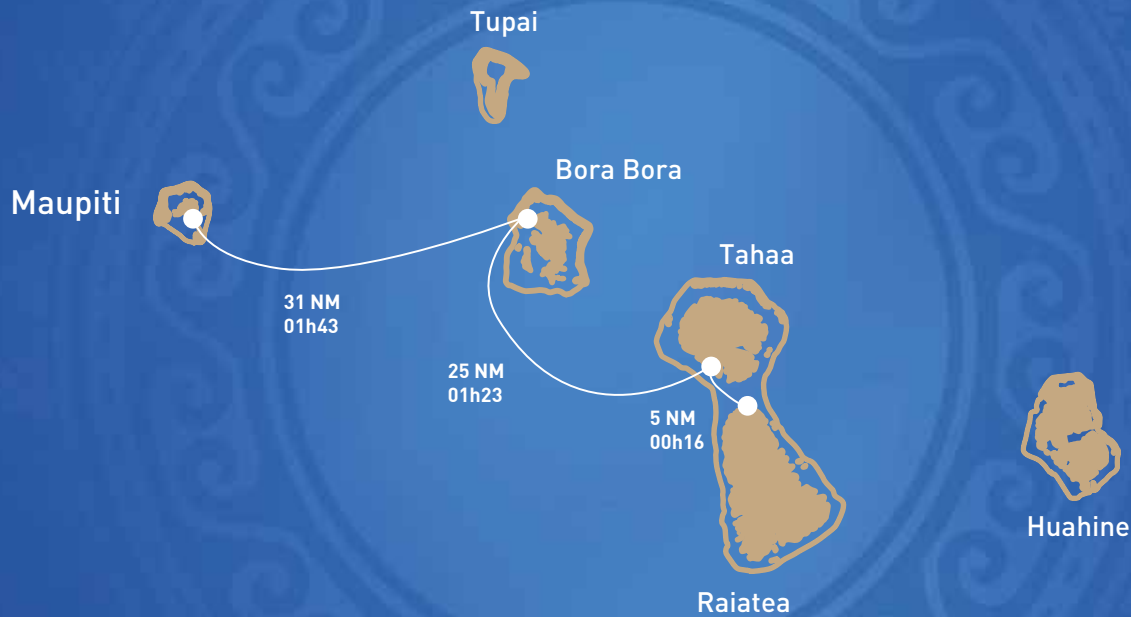 Tupai
Bora Bora
Maupiti
Tahaa
31 NM
01h43
25 NM
01h23
5 NM
00h16
Huahine
Raiatea